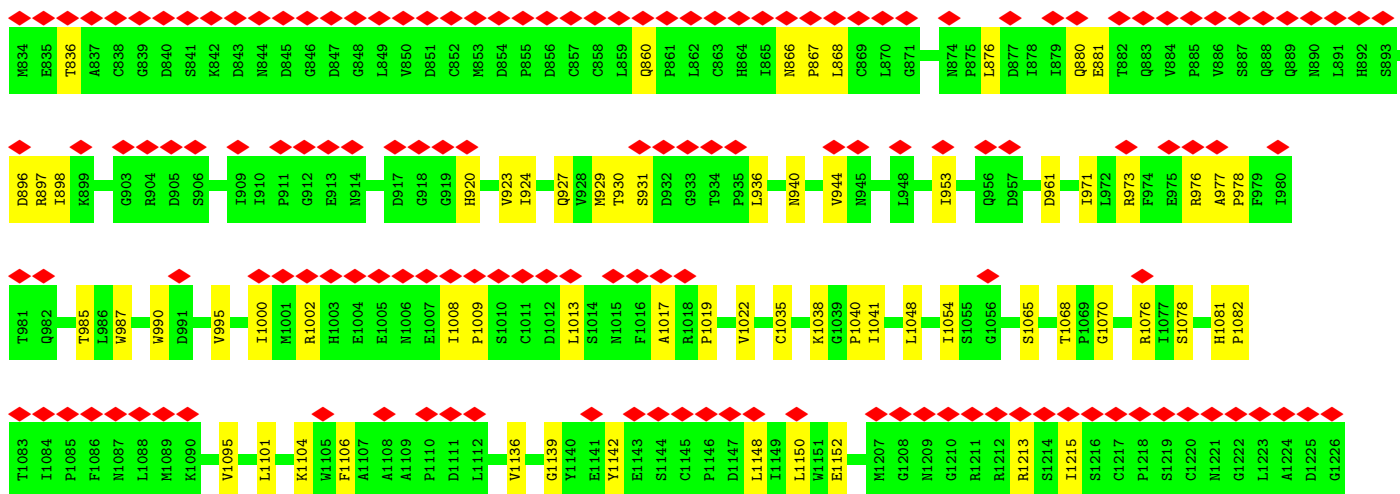 M834 E835 T836 A837 C838 G839 D840 S841 K842 D843 N844 D845 G846 D847 G848 L849 V850 D851 C852 M853 D854 P855 D856 C857 C858 L859 Q860 P861 L862 C863 H864 I865 N866 P867 L868 C869 L870 G871 N874 P875 L876 D877 I878 I879 Q880 E881 T882 Q883 V884 P885 V886 S887 Q888 Q889 N890 L891 H892 S893
D896 R897 I898 K899 G903 R904 D905 S906 I909 I910 P911 G912 E913 N914 D917 G918 G919 H920 V923 I924 Q927 V928 M929 T930 S931 D932 G933 T934 P935 L936 N940 V944 N945 L948 I953 Q956 D957 D961 I971 L972 R973 F974 E975 R976 A977 P978 F979 I980
T981 Q982 T985 L986 W987 W990 D991 V995 I1000 M1001 R1002 H1003 E1004 E1005 N1006 E1007 I1008 P1009 S1010 C1011 D1012 L1013 S1014 N1015 F1016 A1017 R1018 P1019 V1022 C1035 K1038 G1039 P1040 I1041 L1048 I1054 S1055 G1056 S1065 T1068 P1069 G1070 R1076 I1077 S1078 H1081 P1082
T1083 I1084 P1085 F1086 N1087 L1088 M1089 K1090 V1095 L1101 K1104 W1105 F1106 A1107 A1108 A1109 P1110 D1111 L1112 V1136 G1139 Y1140 E1141 Y1142 E1143 S1144 C1145 P1146 D1147 L1148 I1149 L1150 W1151 E1152 M1207 G1208 N1209 G1210 R1211 R1212 R1213 S1214 I1215 S1216 C1217 P1218 S1219 C1220 N1221 G1222 L1223 A1224 D1225 G1226